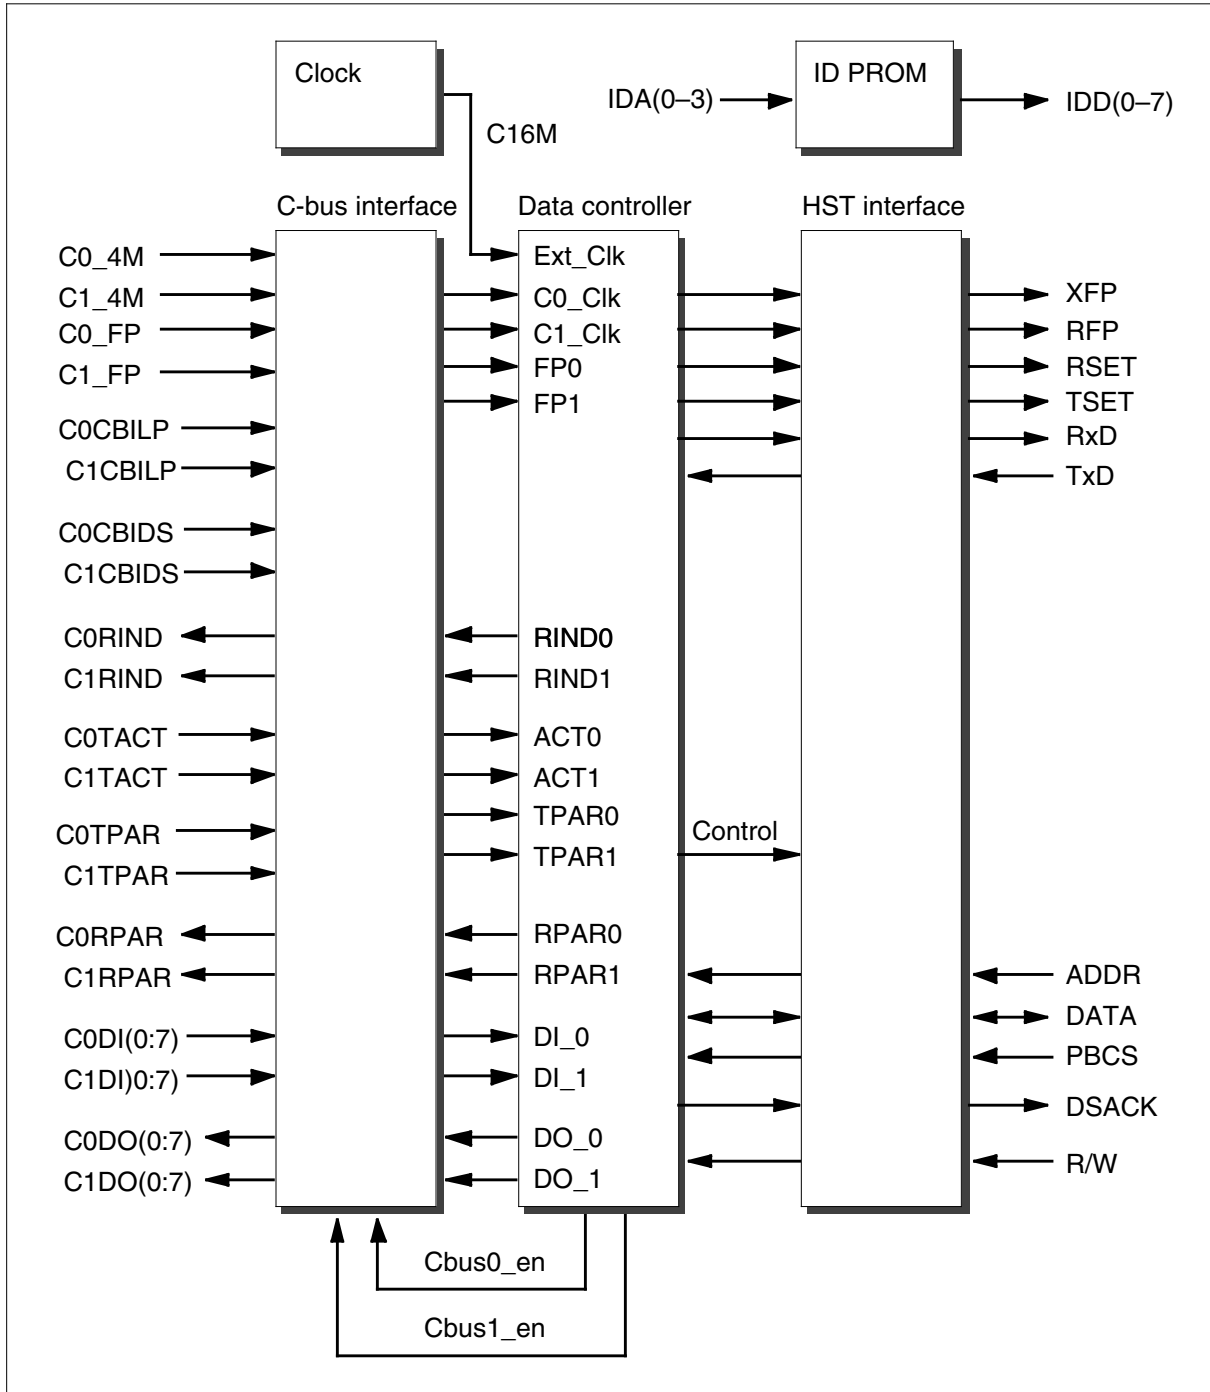 Clock
ID PROM
IDA(0–3)
IDD(0–7)
C16M
C-bus interface
Data controller
HST interface
C0_4M
C1_4M
C0_FP
C1_FP
C0CBILP
C1CBILP
C0CBIDS
C1CBIDS
C0RIND
C1RIND
C0TACT
C1TACT
C0TPAR
C1TPAR
C0RPAR
C1RPAR
C0DI(0:7)
C1DI)0:7)
C0DO(0:7)
C1DO(0:7)
Ext_Clk
C0_Clk
C1_Clk
FP0
FP1
RIND0
RIND1
ACT0
ACT1
TPAR0
TPAR1
RPAR0
RPAR1
DI_0
DI_1
DO_0
DO_1
Control
XFP
RFP
RSET
TSET
RxD
TxD
ADDR
DATA
PBCS
DSACK
R/W
Cbus0_en
Cbus1_en